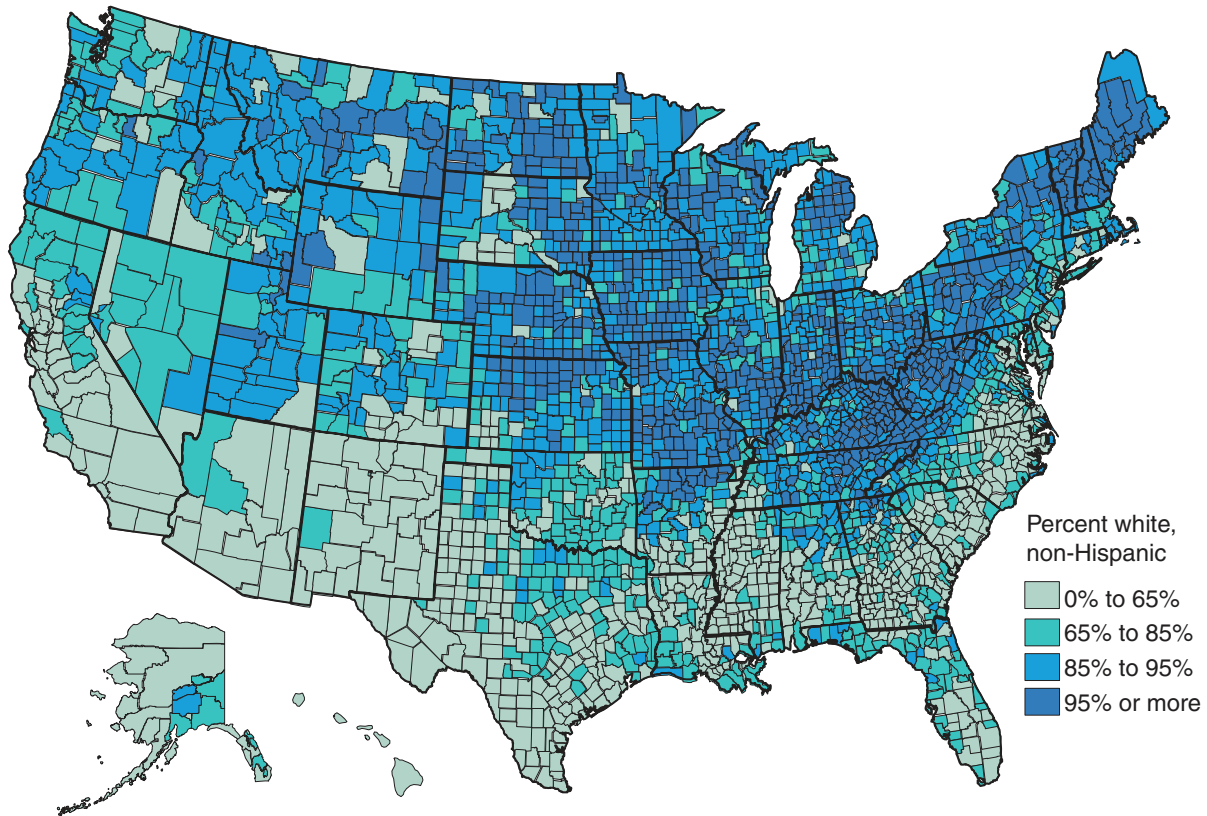 Percent white,
non-Hispanic
0% to 65%
65% to 85%
85% to 95%
95% or more